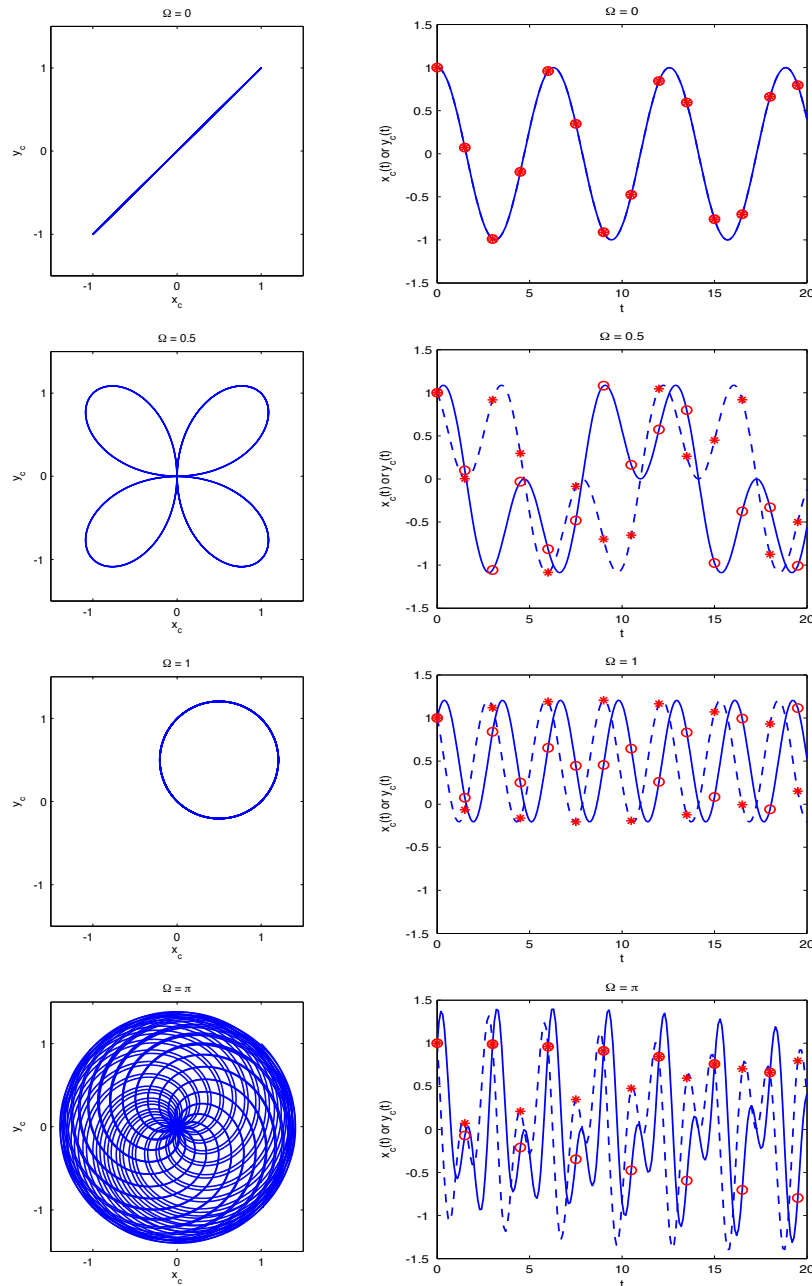 Ω = 0
1
0
-1
y_c
-1 0 1
x_c
Ω=0
1.5
1
0.5
0
-0.5
-1
-1.5
x_c(t) or y_c(t)
0 5 10 15 20
t
Ω = 0.5
1
0
-1
y_c
-1 0 1
x_c
Ω = 0.5
1.5
1
0.5
0
-0.5
-1
-1.5
x_c(t) or y_c(t)
0 5 10 15 20
t
Ω = 1
1
0
-1
y_c
-1 0 1
x_c
Ω = 1
1.5
1
0.5
0
-0.5
-1
-1.5
x_c(t) or y_c(t)
0 5 10 15 20
t
Ω = π
1
0
-1
y_c
-1 0 1
x_c
Ω = π
1.5
1
0.5
0
-0.5
-1
-1.5
x_c(t) or y_c(t)
0 5 10 15 20
t